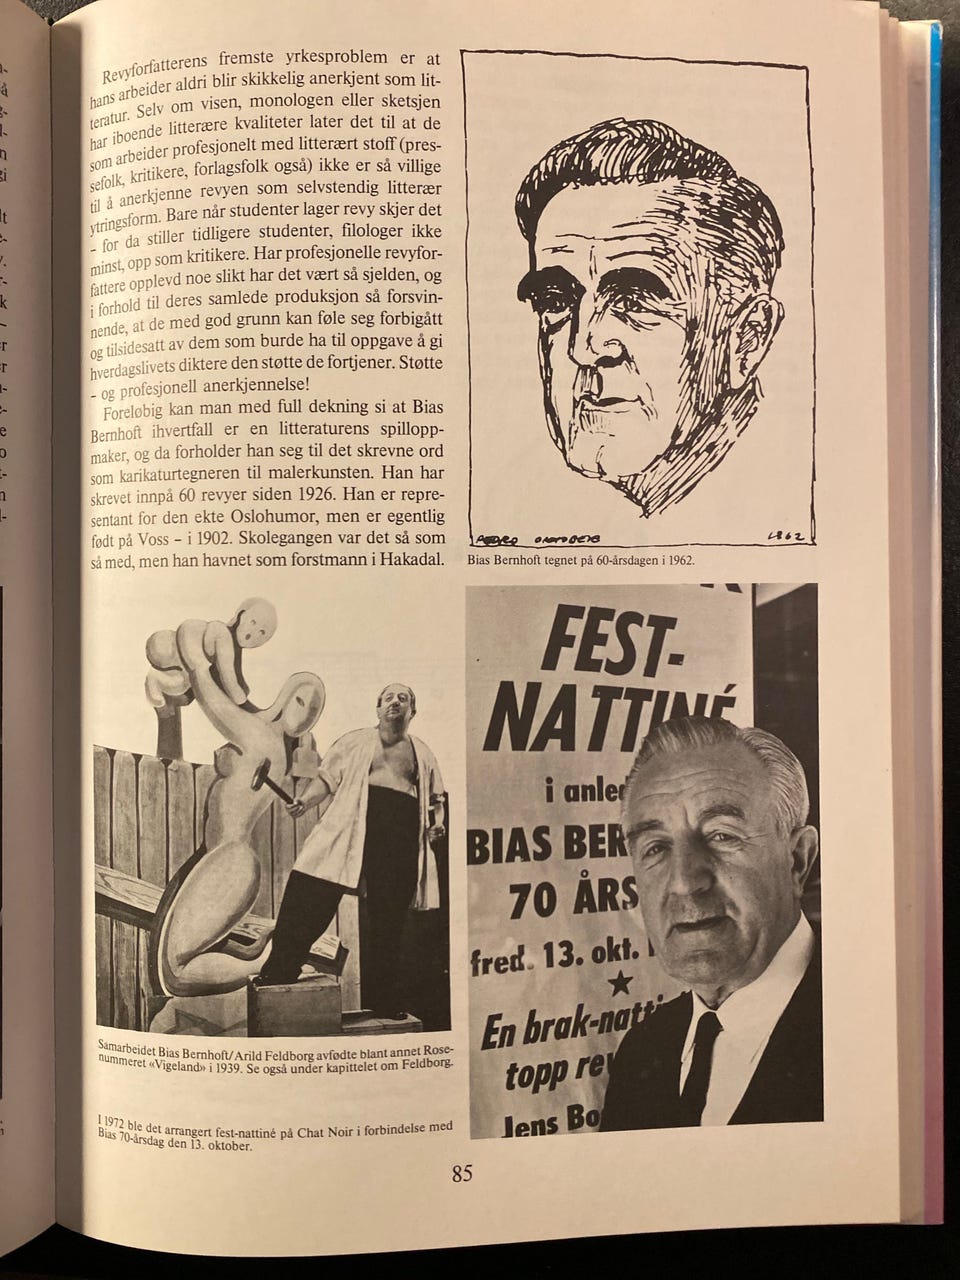 Revyforfatterens fremste yrkesproblem er at
hans arbeider aldri blir skikkelig anerkjent som lit-
teratur. Selv om visen, monologen eller sketsjen
har iboende litterære kvaliteter later det til at de
som arbeider profesjonelt med litterært stoff (pres-
sefolk, kritikere, forlagsfolk også) ikke er så villige
til å anerkjenne revyen som selvstendig litterær
ytringsform. Bare når studenter lager revy skjer det
– for da stiller tidligere studenter, filologer ikke
minst, opp som kritikere. Har profesjonelle revyfor-
fattere opplevd noe slikt har det vært så sjelden, og
i forhold til deres samlede produksjon så forsvin-
nende, at de med god grunn kan føle seg forbigått
og tilsidesatt av dem som burde ha til oppgave å gi
hverdagslivets diktere den støtte de fortjener. Støtte
– og profesjonell anerkjennelse!
Foreløbig kan man med full dekning si at Bias
Bernhoft ihvertfall er en litteraturens spillopp-
maker, og da forholder han seg til det skrevne ord
som karikaturtegneren til malerkunsten. Han har
skrevet innpå 60 revyer siden 1926. Han er repre-
sentant for den ekte Oslohumor, men er egentlig
født på Voss – i 1902. Skolegangen var det så som
så med, men han havnet som forstmann i Hakadal.
PEDRO
1962
Bias Bernhoft tegnet på 60-årsdagen i 1962.
FEST-
NATTINÉ
i anle
BIAS BER
70 ÅRS
fred. 13. okt.
En brak-natti
topp re
Jens Bo
Samarbeidet Bias Bernhoft/Arild Feldborg avfødte blant annet Rose-
nummeret «Vigeland» i 1939. Se også under kapittelet om Feldborg.
I 1972 ble det arrangert fest-nattiné på Chat Noir i forbindelse med
Bias 70-årsdag den 13. oktober.
85